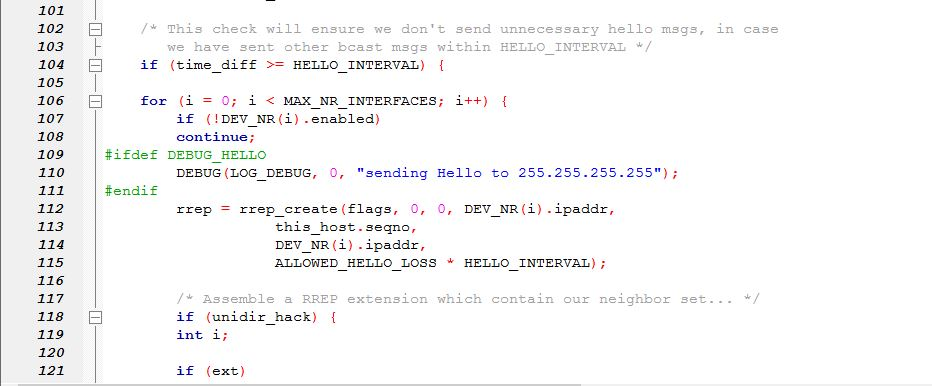 101
102 /* This check will ensure we don't send unnecessary hello msgs, in case
103 we have sent other bcast msgs within HELLO_INTERVAL */
104 if (time_diff >= HELLO_INTERVAL) {
105
106 for (i = 0; i < MAX_NR_INTERFACES; i++) {
107 if (!DEV_NR(i).enabled)
108 continue;
109 #ifdef DEBUG_HELLO
110 DEBUG(LOG_DEBUG, 0, "sending Hello to 255.255.255.255");
111 #endif
112 rrep = rrep_create(flags, 0, 0, DEV_NR(i).ipaddr,
113 this_host.seqno,
114 DEV_NR(i).ipaddr,
115 ALLOWED_HELLO_LOSS * HELLO_INTERVAL);
116
117 /* Assemble a RREP extension which contain our neighbor set... */
118 if (unidir_hack) {
119 int i;
120
121 if (ext)